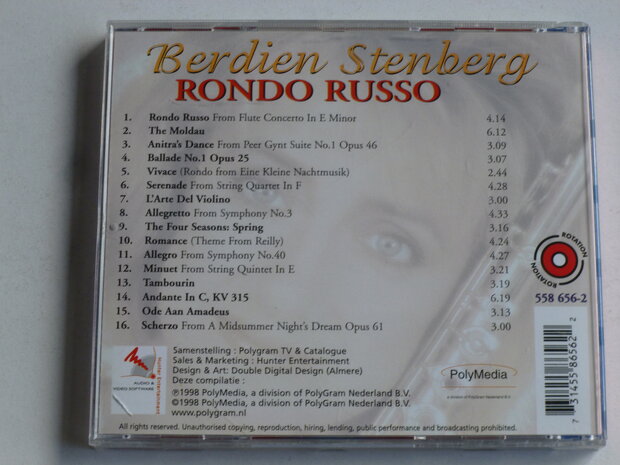 Berdien Stenberg
RONDO RUSSO
1. Rondo Russo From Flute Concerto In E Minor 4.14
2. The Moldau 6.12
3. Anitra's Dance From Peer Gynt Suite No.1 Opus 46 3.09
4. Ballade No.1 Opus 25 3.07
5. Vivace (Rondo from Eine Kleine Nachtmusik) 2.44
6. Serenade From String Quartet In F 4.28
7. L'Arte Del Violino 3.00
8. Allegretto From Symphony No.3 4.33
9. The Four Seasons: Spring 3.16
10. Romance (Theme From Reilly) 4.24
11. Allegro From Symphony No.40 4.27
12. Minuet From String Quintet In E 3.21
13. Tambourin 3.19
14. Andante In C, KV 315 6.19
15. Ode Aan Amadeus 3.13
16. Scherzo From A Midsummer Night's Dream Opus 61 3.00
ROTATION
ROTATION
558 656-2
7 31455 86562 2
Hunter Entertainment
AUDIO &
VIDEO SOFTWARE
Samenstelling : Polygram TV & Catalogue
Sales & Marketing : Hunter Entertainment
Design & Art: Double Digital Design (Almere)
Deze compilatie :
℗1998 PolyMedia, a division of PolyGram Nederland B.V.
©1998 PolyMedia, a division of PolyGram Nederland B.V.
www.polygram.nl
PolyMedia
a division of PolyGram Nederland B.V.
All rights reserved. Unauthorised copying, reproduction, hiring, lending, public performance and broadcasting prohibited.